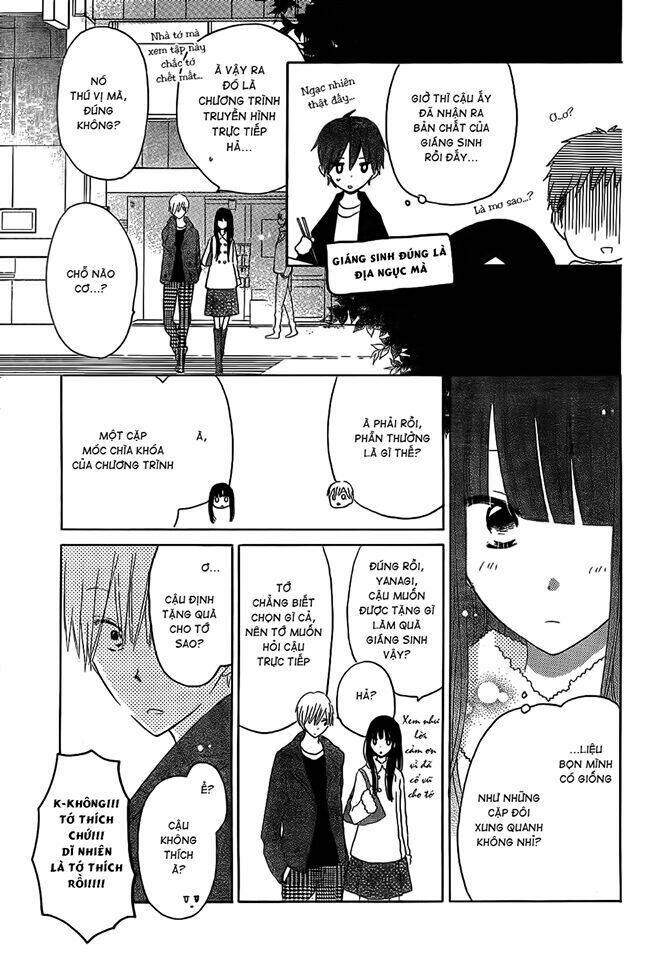 Ơ..ơ?
GIỜ THÌ CẬU ẤY
ĐÃ NHẬN RA
BẢN CHẤT CỦA
GIÁNG SINH
RỒI ĐẤY...
Ngạc nhiên
thật đấy...
Là mơ sao...?
GIÁNG SINH ĐÚNG LÀ
ĐỊA NGỤC MÀ
À VẬY RA
ĐÓ LÀ
CHƯƠNG TRÌNH
TRUYỀN HÌNH
TRỰC TIẾP
HẢ...
Nhà tớ mà
xem tập này
chắc tớ
chết mất...
NÓ
THÚ VỊ MÀ,
ĐÚNG
KHÔNG?
CHỖ NÀO
CƠ...?
...LIỆU
BỌN MÌNH
CÓ GIỐNG
NHƯ NHỮNG
CẶP ĐÔI
XUNG QUANH
KHÔNG NHỈ?
À PHẢI RỒI,
PHẦN THƯỞNG
LÀ GÌ THẾ?
À,
MỘT CẶP
MÓC CHÌA KHÓA
CỦA CHƯƠNG TRÌNH
ĐÚNG RỒI,
YANAGI,
CẬU MUỐN
ĐƯỢC TẶNG GÌ
LÀM QUÀ
GIÁNG SINH
VẬY?
TỚ
CHẲNG BIẾT
CHỌN GÌ CẢ,
NÊN TỚ MUỐN
HỎI CẬU
TRỰC TIẾP
HẢ?
Xem như
lời
cảm ơn
vì đã
cổ vũ
cho tớ
Ơ...
CẬU ĐỊNH
TẶNG QUÀ
CHO TỚ
SAO?
Ể?
CẬU
KHÔNG
THÍCH
À?
K-KHÔNG!!!
TỚ THÍCH
CHỨ!!!
DĨ NHIÊN
LÀ TỚ THÍCH
RỒI!!!!